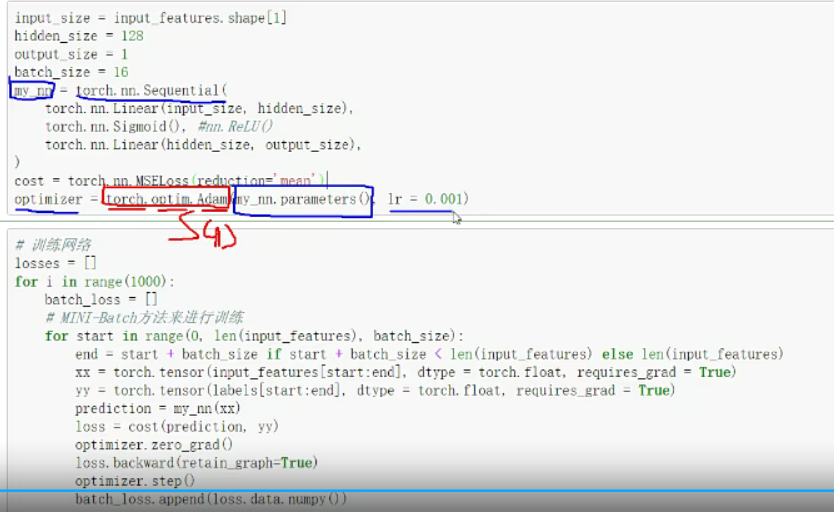 input_size = input_features.shape[1]
hidden_size = 128
output_size = 1
batch_size = 16
my_nn = torch.nn.Sequential(
    torch.nn.Linear(input_size, hidden_size),
    torch.nn.Sigmoid(), #nn.ReLU()
    torch.nn.Linear(hidden_size, output_size),
)
cost = torch.nn.MSELoss(reduction='mean')
optimizer = torch.optim.Adam(my_nn.parameters(), lr = 0.001)
# 训练网络
losses = []
for i in range(1000):
    batch_loss = []
    # MINI-Batch方法来进行训练
    for start in range(0, len(input_features), batch_size):
        end = start + batch_size if start + batch_size < len(input_features) else len(input_features)
        xx = torch.tensor(input_features[start:end], dtype = torch.float, requires_grad = True)
        yy = torch.tensor(labels[start:end], dtype = torch.float, requires_grad = True)
        prediction = my_nn(xx)
        loss = cost(prediction, yy)
        optimizer.zero_grad()
        loss.backward(retain_graph=True)
        optimizer.step()
        batch_loss.append(loss.data.numpy())